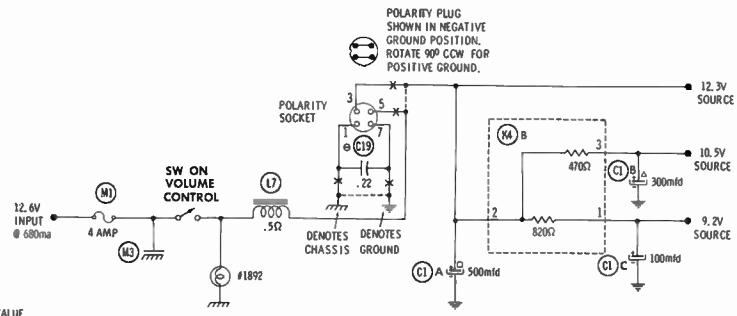 POLARITY PLUG
SHOWN IN NEGATIVE
GROUND POSITION.
ROTATE 90° CCW FOR
POSITIVE GROUND.
12.3V
SOURCE
3
5
POLARITY
SOCKET
1
7
K4 B
C19
3
10.5V
SOURCE
470Ω
C1 B
.22
300mfd
SW ON
VOLUME
CONTROL
M1
L7
12.6V
INPUT
@ 680ma
4 AMP
.5Ω
2
1
9.2V
SOURCE
820Ω
DENOTES
CHASSIS
DENOTES
GROUND
M3
#1892
C1 A
500mfd
C1 C
100mfd
VALUE